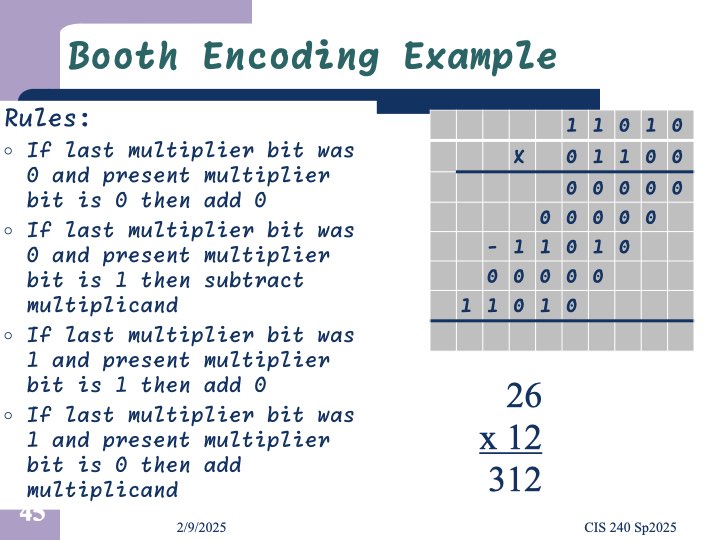 Booth Encoding Example
Rules:
○ If last multiplier bit was
0 and present multiplier
bit is 0 then add 0
○ If last multiplier bit was
0 and present multiplier
bit is 1 then subtract
multiplicand
○ If last multiplier bit was
1 and present multiplier
bit is 1 then add 0
○ If last multiplier bit was
1 and present multiplier
bit is 0 then add
multiplicand
1 1 0 1 0
X 0 1 1 0 0
0 0 0 0 0
0 0 0 0 0
- 1 1 0 1 0
0 0 0 0 0
1 1 0 1 0
26
x 12
312
45
2/9/2025
CIS 240 Sp2025